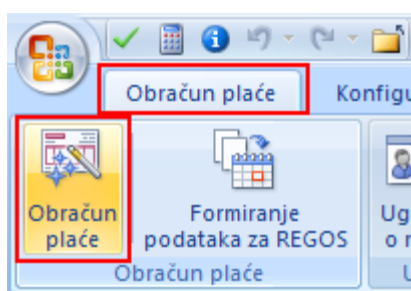 Obračun plaće
Konfigu
Obračun
plaće
Formiranje
podataka za REGOS
Ug
o r
Obračun plaće
U